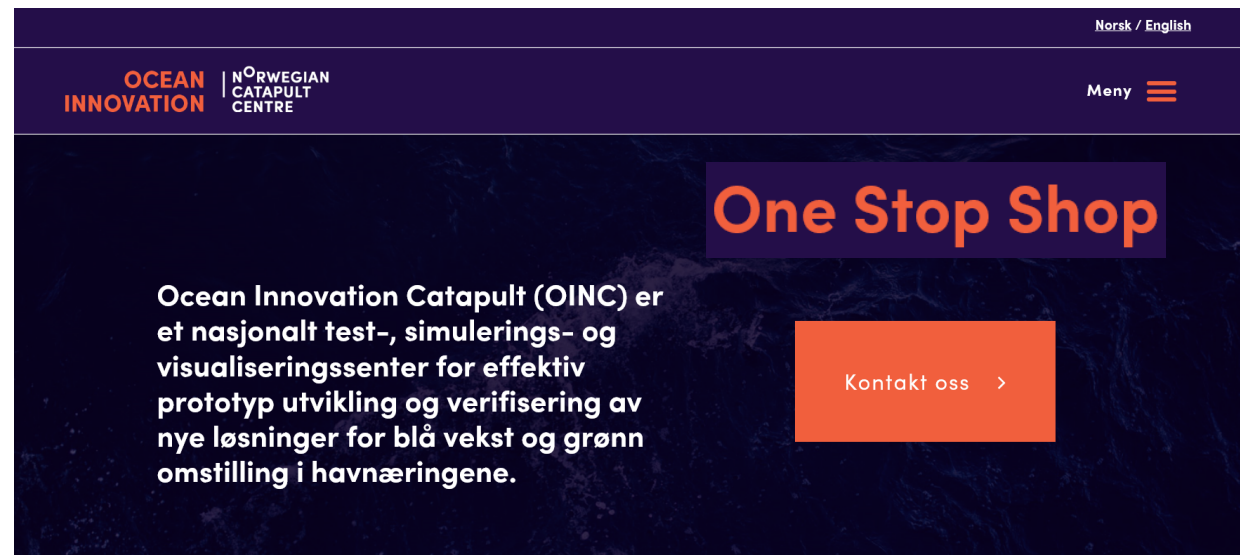 Norsk / English
OCEAN
INNOVATION
NORWEGIAN
CATAPULT
CENTRE
Meny
One Stop Shop
Ocean Innovation Catapult (OINC) er
et nasjonalt test-, simulerings- og
visualiseringssenter for effektiv
prototyp utvikling og verifisering av
nye løsninger for blå vekst og grønn
omstilling i havnæringene.
Kontakt oss >